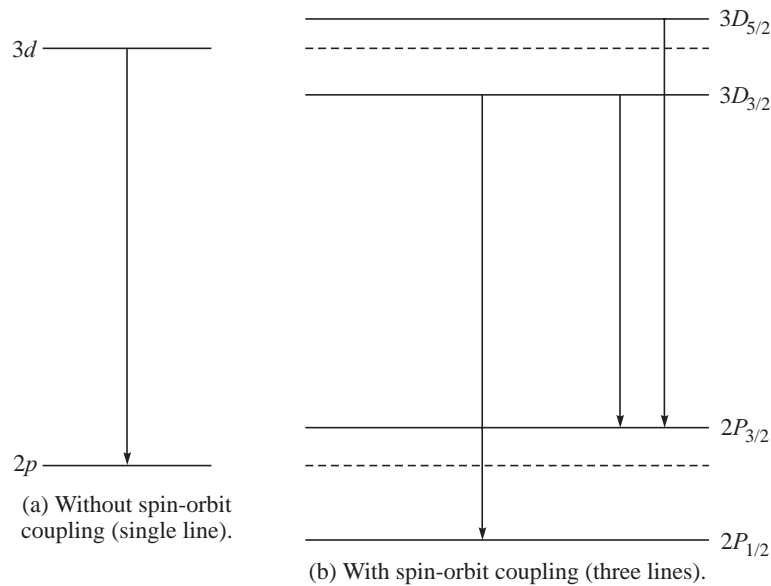 3d
2p
(a) Without spin-orbit
coupling (single line).
3D5/2
3D3/2
2P3/2
2P1/2
(b) With spin-orbit coupling (three lines).